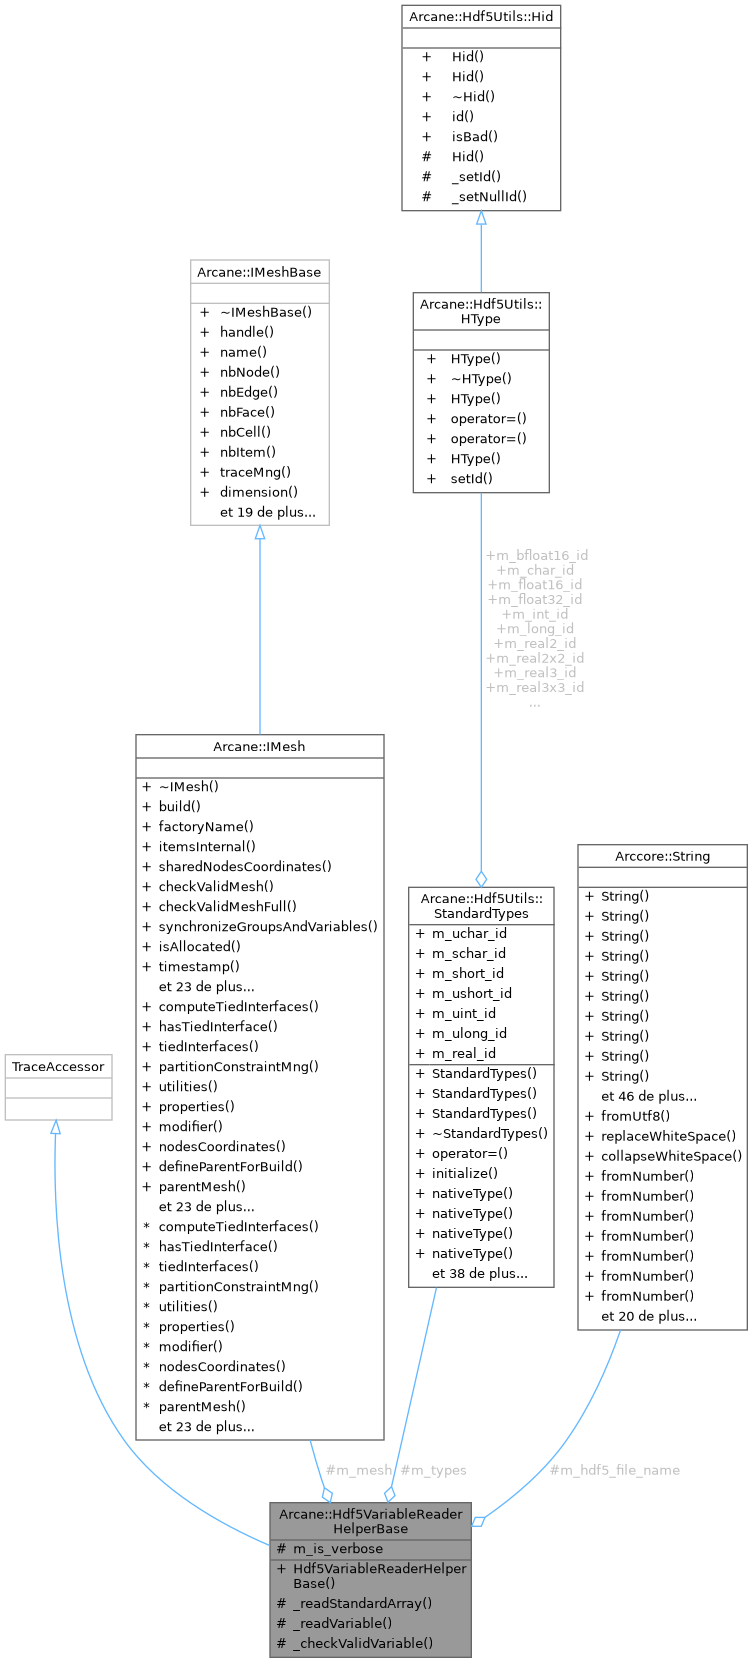 Arcane::Hdf5Utils::Hid
+ Hid()
+ Hid()
+ ~Hid()
+ id()
+ isBad()
# Hid()
# _setId()
# _setNullId()
Arcane::IMeshBase
+ ~IMeshBase()
+ handle()
+ name()
+ nbNode()
+ nbEdge()
+ nbFace()
+ nbCell()
+ nbItem()
+ traceMng()
+ dimension()
et 19 de plus...
Arcane::Hdf5Utils::
HType
+ HType()
+ ~HType()
+ HType()
+ operator=()
+ operator=()
+ HType()
+ setId()
+m_bfloat16_id
+m_char_id
+m_float16_id
+m_float32_id
+m_int_id
+m_long_id
+m_real2_id
+m_real2x2_id
+m_real3_id
+m_real3x3_id
...
Arcane::IMesh
+ ~IMesh()
+ build()
+ factoryName()
+ itemsInternal()
+ sharedNodesCoordinates()
+ checkValidMesh()
+ checkValidMeshFull()
+ synchronizeGroupsAndVariables()
+ isAllocated()
+ timestamp()
et 23 de plus...
+ computeTiedInterfaces()
+ hasTiedInterface()
+ tiedInterfaces()
+ partitionConstraintMng()
+ utilities()
+ properties()
+ modifier()
+ nodesCoordinates()
+ defineParentForBuild()
+ parentMesh()
et 23 de plus...
* computeTiedInterfaces()
* hasTiedInterface()
* tiedInterfaces()
* partitionConstraintMng()
* utilities()
* properties()
* modifier()
* nodesCoordinates()
* defineParentForBuild()
* parentMesh()
et 23 de plus...
Arcane::Hdf5Utils::
StandardTypes
+ m_uchar_id
+ m_schar_id
+ m_short_id
+ m_ushort_id
+ m_uint_id
+ m_ulong_id
+ m_real_id
+ StandardTypes()
+ StandardTypes()
+ StandardTypes()
+ ~StandardTypes()
+ operator=()
+ initialize()
+ nativeType()
+ nativeType()
+ nativeType()
+ nativeType()
et 38 de plus...
Arccore::String
+ String()
+ String()
+ String()
+ String()
+ String()
+ String()
+ String()
+ String()
+ String()
+ String()
et 46 de plus...
+ fromUtf8()
+ replaceWhiteSpace()
+ collapseWhiteSpace()
+ fromNumber()
+ fromNumber()
+ fromNumber()
+ fromNumber()
+ fromNumber()
+ fromNumber()
+ fromNumber()
et 20 de plus...
TraceAccessor
#m_mesh
#m_types
#m_hdf5_file_name
Arcane::Hdf5VariableReader
HelperBase
# m_is_verbose
+ Hdf5VariableReaderHelper
Base()
# _readStandardArray()
# _readVariable()
# _checkValidVariable()